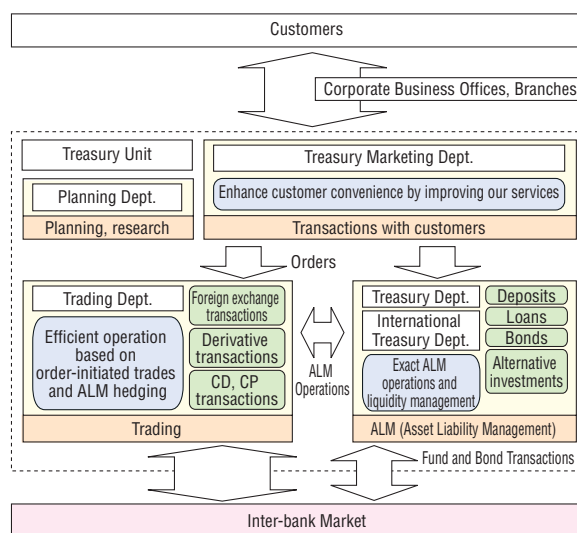 Customers
Corporate Business Offices, Branches
Treasury Unit
Treasury Marketing Dept.
Planning Dept.
Enhance customer convenience by improving our services
Planning, research
Transactions with customers
Orders
Trading Dept.
Foreign exchange
transactions
Derivative
transactions
CD, CP
transactions
Efficient operation
based on
order-initiated trades
and ALM hedging
Trading
ALM
Operations
Treasury Dept.
International
Treasury Dept.
Deposits
Loans
Bonds
Alternative
investments
Exact ALM
operations and
liquidity management
ALM (Asset Liability Management)
Fund and Bond Transactions
Inter-bank Market